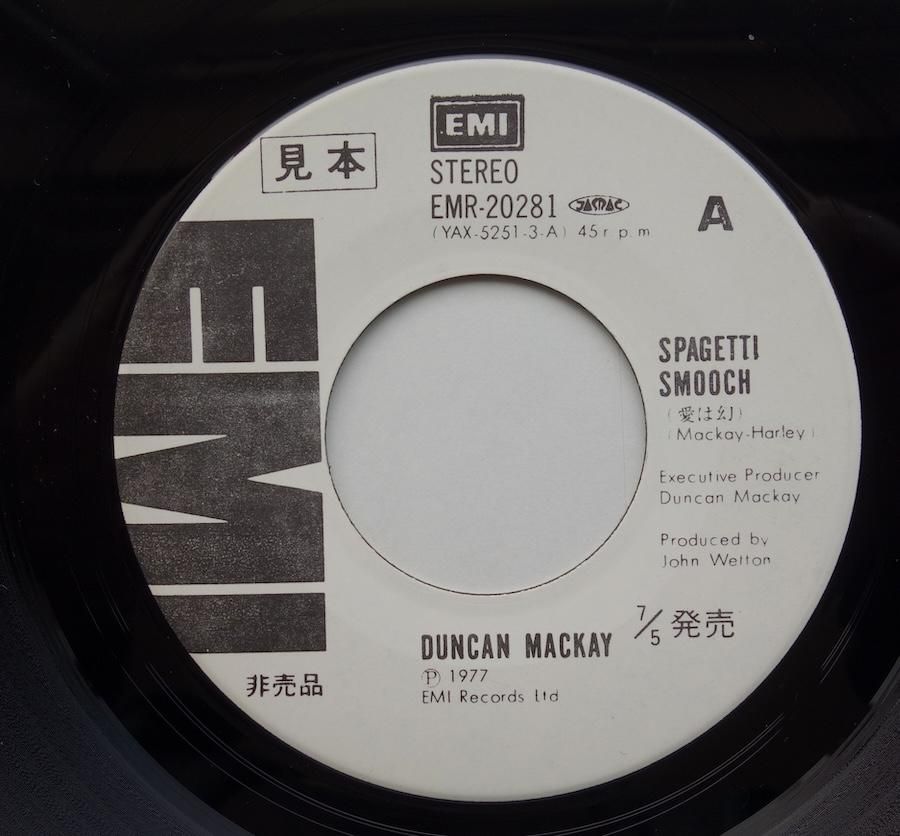 EMI
見本
STEREO
EMR-20281 JASRAC
(YAX-5251-3-A) 45 r.p.m
A
EMI
SPAGETTI
SMOOCH
(愛は幻)
(Mackay-Harley)
Executive Producer
Duncan Mackay
Produced by
John Wetton
DUNCAN MACKAY
7/5 発売
℗ 1977
EMI Records Ltd
非売品